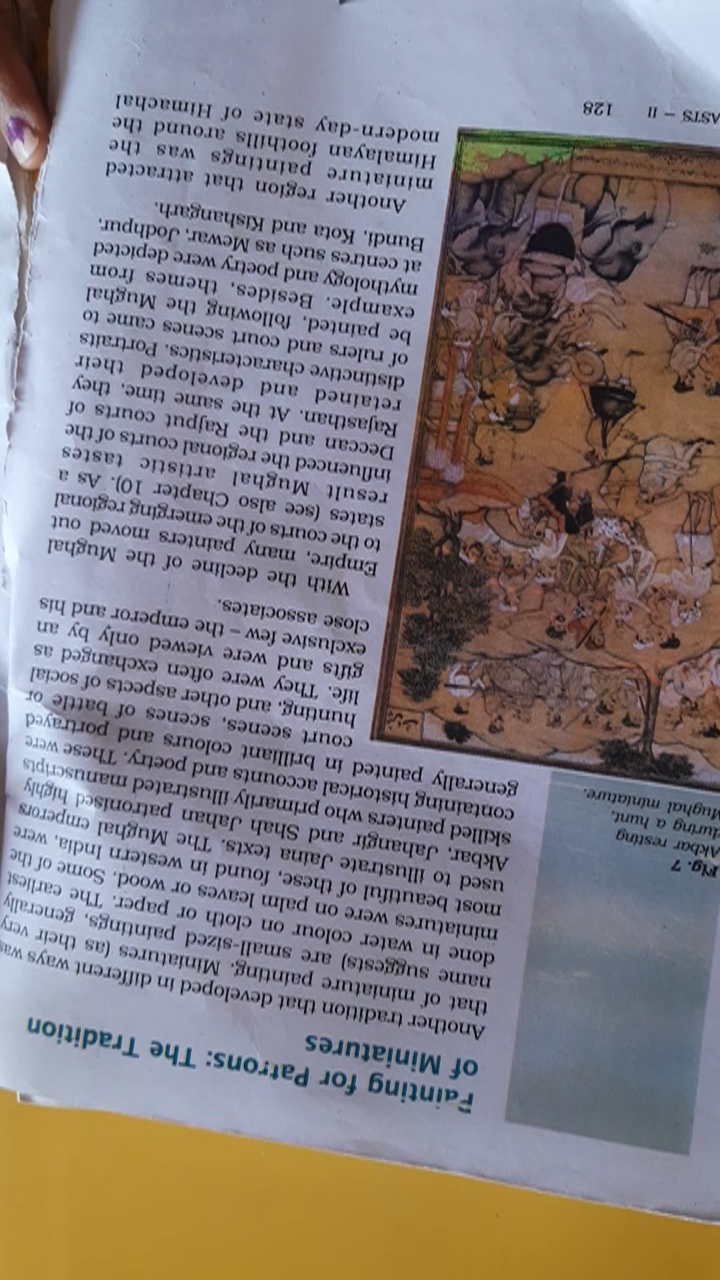 Painting for Patrons: The Tradition
of Miniatures
Another tradition that developed in different ways was
that of miniature painting. Miniatures (as their very
name suggests) are small-sized paintings, generally
done in water colour on cloth or paper. The earliest
miniatures were on palm leaves or wood. Some of the
most beautiful of these, found in western India, were
used to illustrate Jaina texts. The Mughal emperors
Akbar, Jahangir and Shah Jahan patronised highly
skilled painters who primarily illustrated manuscripts
containing historical accounts and poetry. These were
generally painted in brilliant colours and portrayed
court scenes, scenes of battle or
hunting, and other aspects of social
life. They were often exchanged as
gifts and were viewed only by an
exclusive few – the emperor and his
close associates.
With the decline of the Mughal
Empire, many painters moved out
to the courts of the emerging regional
states (see also Chapter 10). As a
result Mughal artistic tastes
influenced the regional courts of the
Deccan and the Rajput courts of
Rajasthan. At the same time, they
retained and developed their
distinctive characteristics. Portraits
of rulers and court scenes came to
be painted, following the Mughal
example. Besides, themes from
mythology and poetry were depicted
at centres such as Mewar, Jodhpur,
Bundi, Kota and Kishangarh.
Another region that attracted
miniature paintings was the
Himalayan foothills around the
modern-day state of Himachal
Fig. 7
Akbar resting
during a hunt,
Mughal miniature.
ASTS – II 128